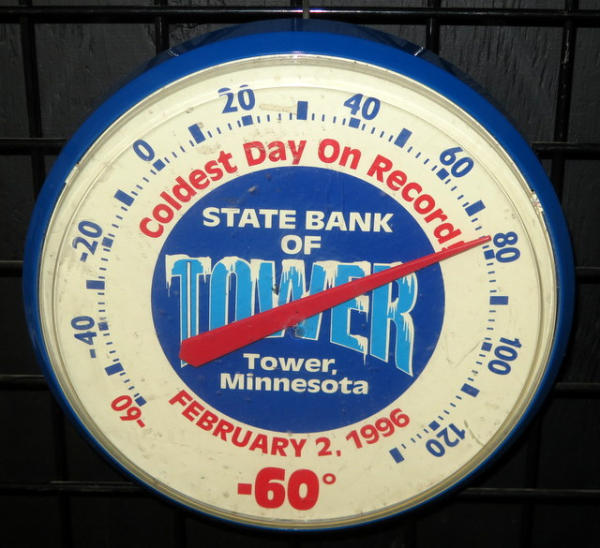 -60
-40
-20
0
20
40
60
80
100
120
Coldest Day On Record!
STATE BANK
OF
TOWER
Tower,
Minnesota
FEBRUARY 2, 1996
-60°